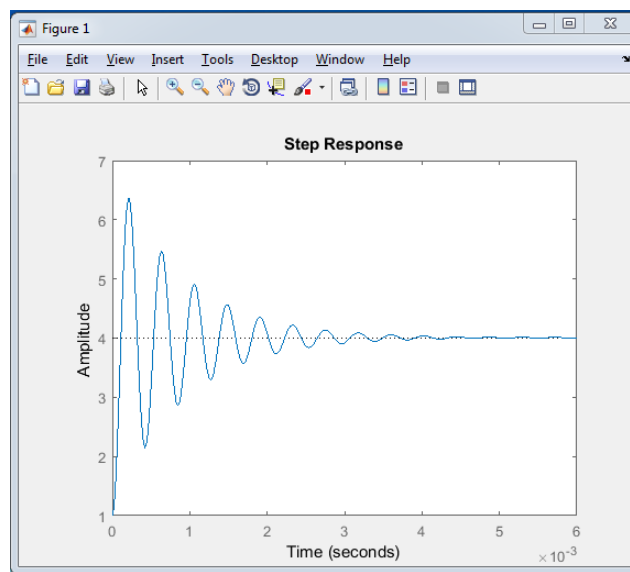 Figure 1
File Edit View Insert Tools Desktop Window Help
Step Response
7
6
5
4
3
2
1
Amplitude
0 1 2 3 4 5 6
Time (seconds)
×10⁻³